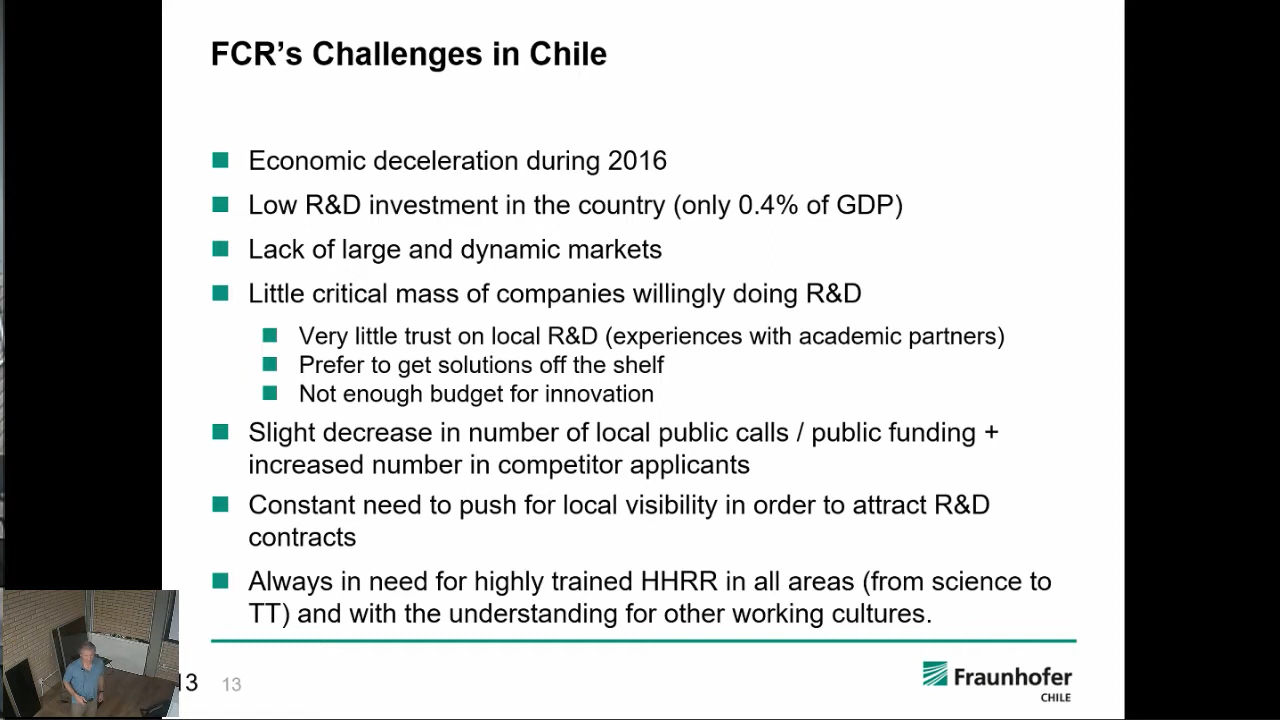 FCR’s Challenges in Chile
Economic deceleration during 2016
Low R&D investment in the country (only 0.4% of GDP)
Lack of large and dynamic markets
Little critical mass of companies willingly doing R&D
Very little trust on local R&D (experiences with academic partners)
Prefer to get solutions off the shelf
Not enough budget for innovation
Slight decrease in number of local public calls / public funding +
increased number in competitor applicants
Constant need to push for local visibility in order to attract R&D
contracts
Always in need for highly trained HHRR in all areas (from science to
TT) and with the understanding for other working cultures.
13 13
Fraunhofer
CHILE